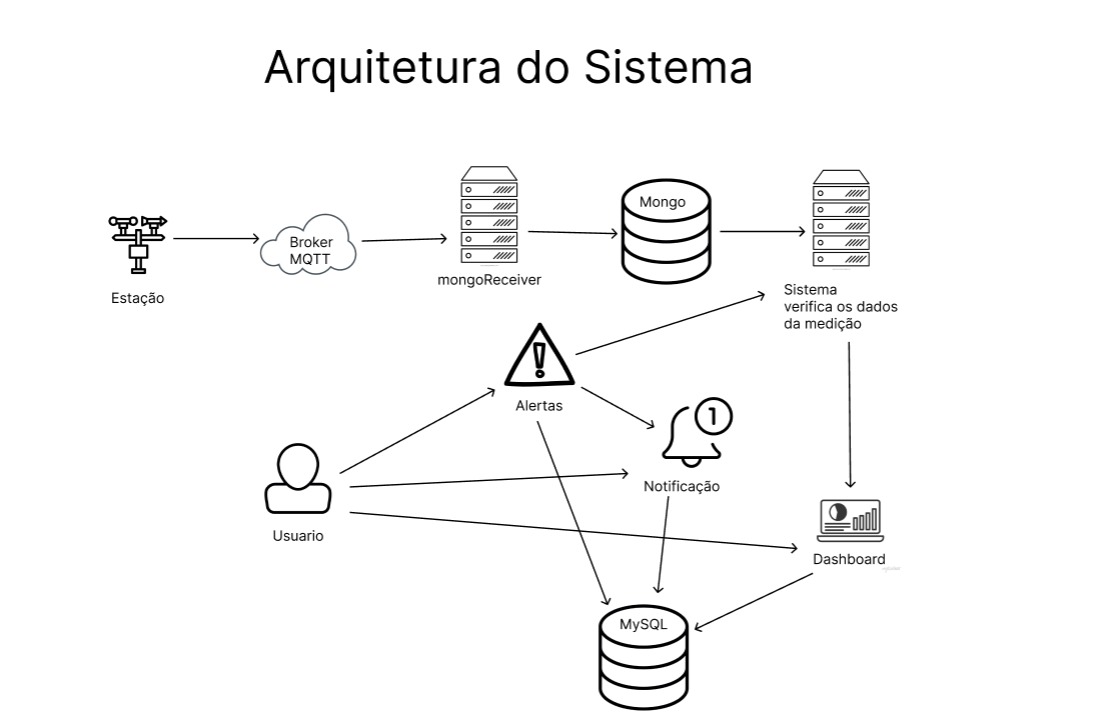 Arquitetura do Sistema
Broker
MQTT
Mongo
Estação
mongoReceiver
Sistema
verifica os dados
da medição
Alertas
1
Notificação
Usuario
Dashboard
MySQL